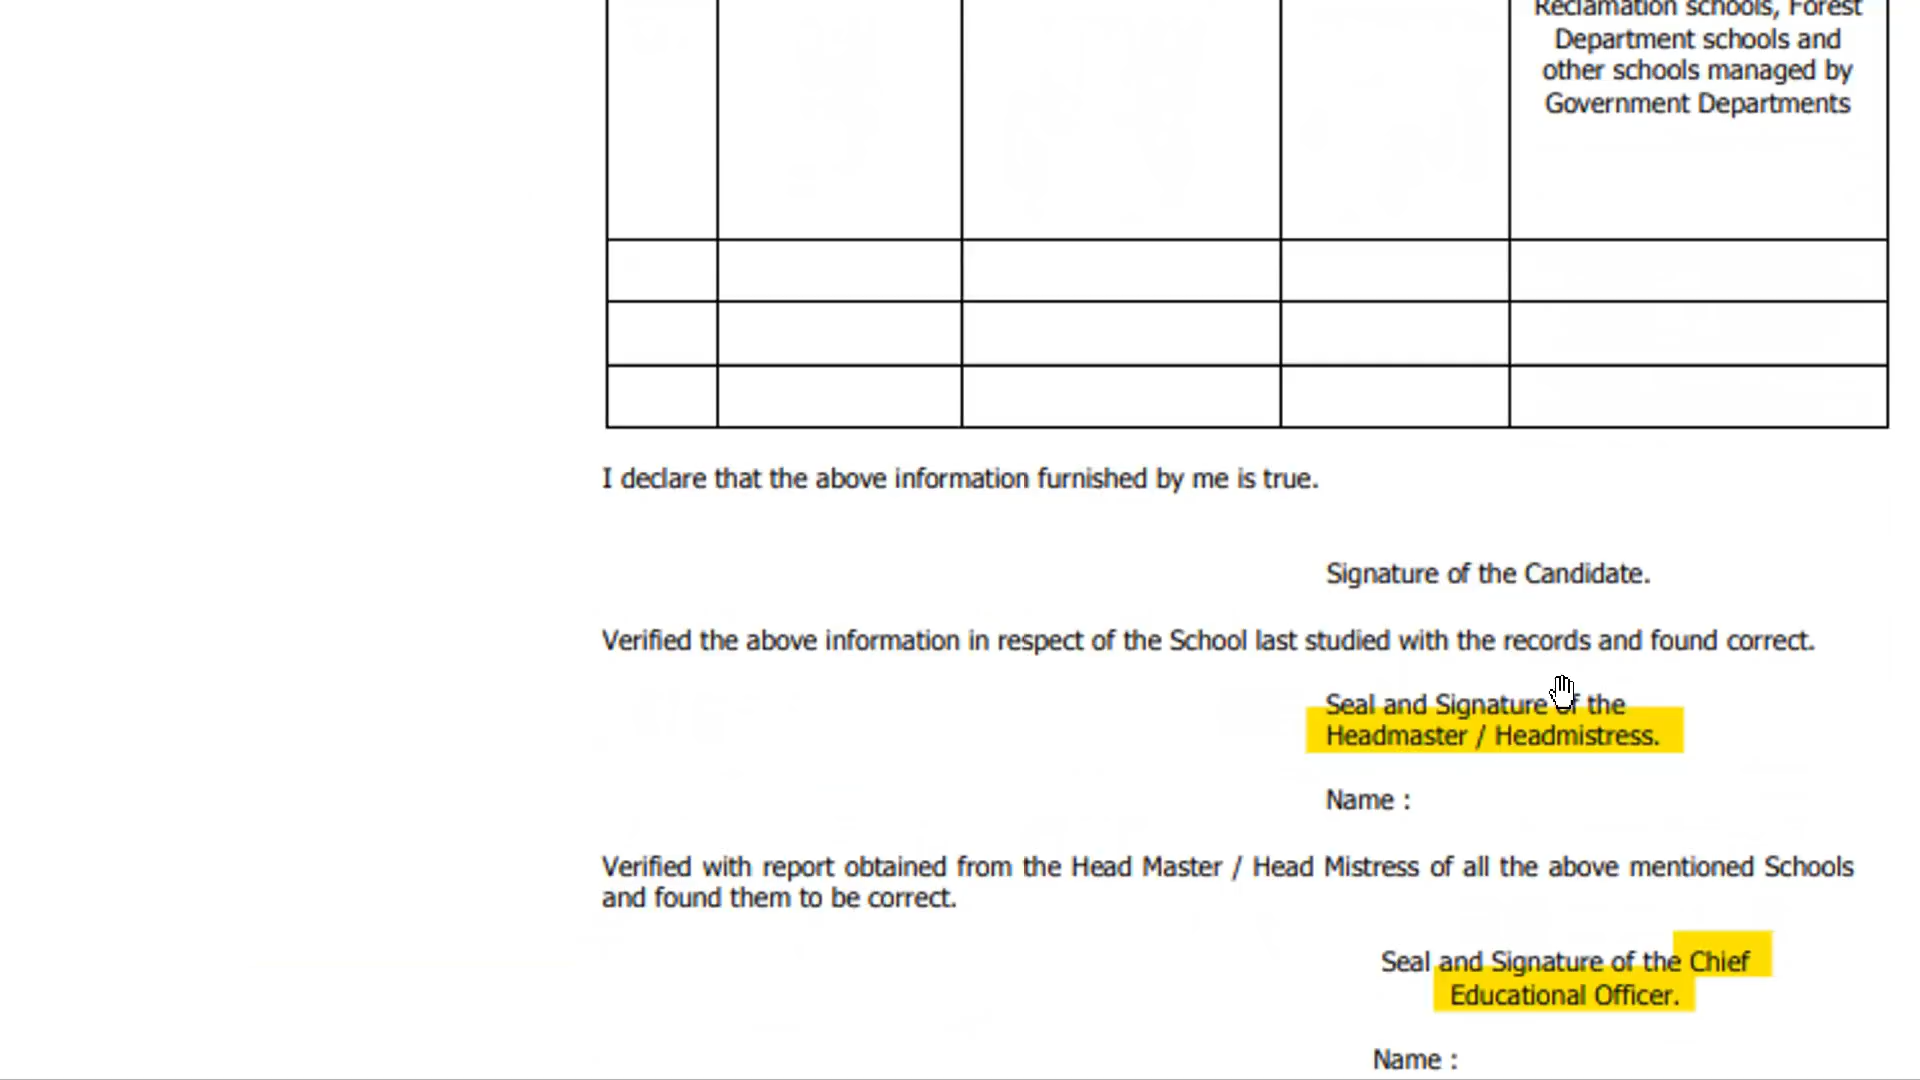 Reclamation schools, Forest
Department schools and
other schools managed by
Government Departments
I declare that the above information furnished by me is true.
Signature of the Candidate.
Verified the above information in respect of the School last studied with the records and found correct.
Seal and Signature of the
Headmaster / Headmistress.
Name :
Verified with report obtained from the Head Master / Head Mistress of all the above mentioned Schools
and found them to be correct.
Seal and Signature of the Chief
Educational Officer.
Name :